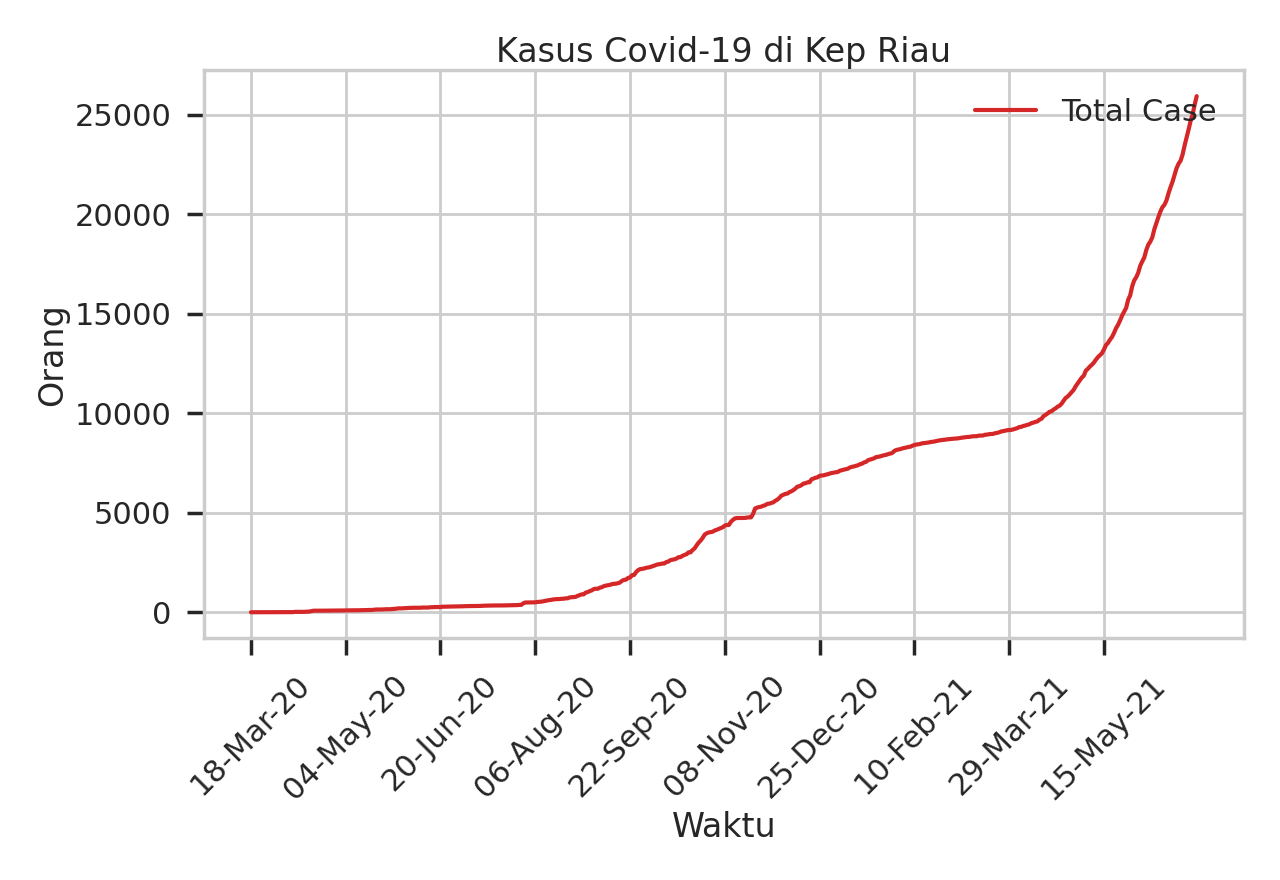 Kasus Covid-19 di Kep Riau
Total Case
Orang
25000
20000
15000
10000
5000
0
18-Mar-20
04-May-20
20-Jun-20
06-Aug-20
22-Sep-20
08-Nov-20
25-Dec-20
10-Feb-21
29-Mar-21
15-May-21
Waktu